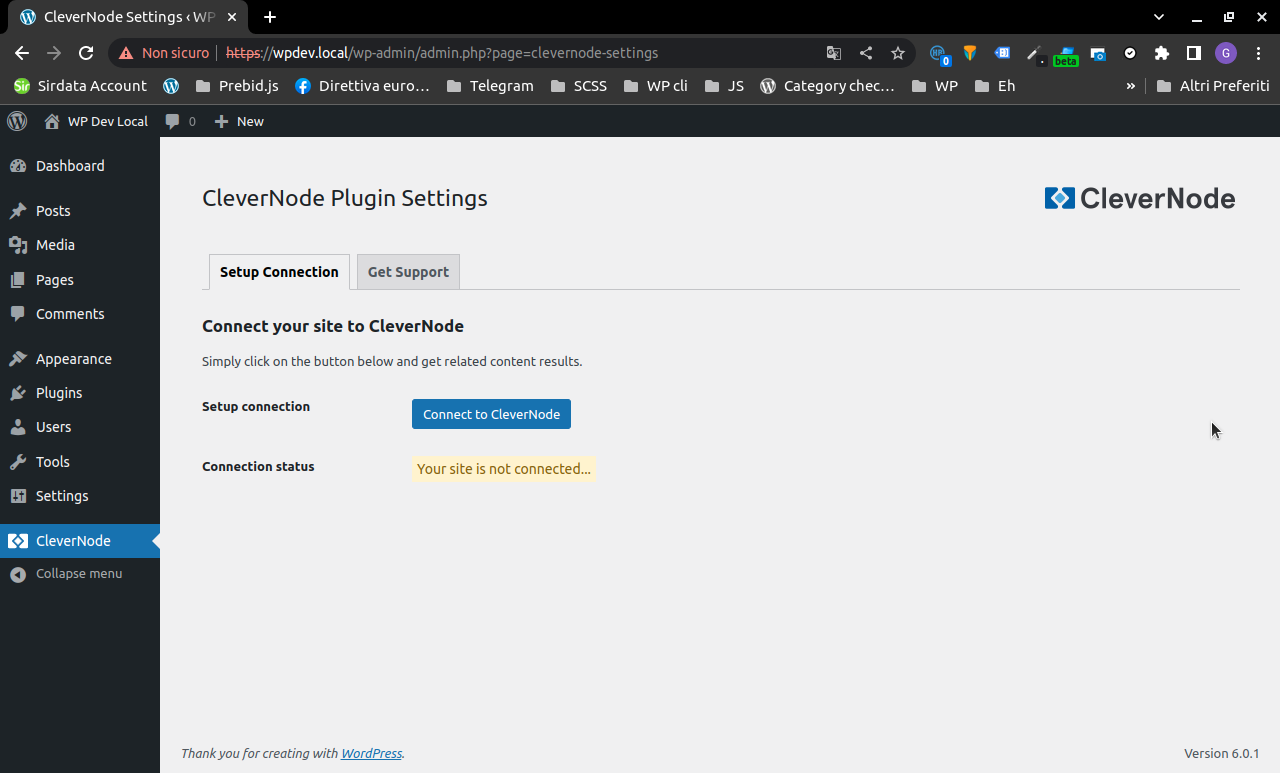 CleverNode Settings ‹ WP
Non sicuro https://wpdev.local/wp-admin/admin.php?page=clevernode-settings 0 beta G
Sirdata Account Prebid.js Direttiva euro… Telegram SCSS WP cli JS Category chec… WP Eh » Altri Preferiti
WP Dev Local 0 New
Dashboard
Posts
Media
Pages
Comments
Appearance
Plugins
Users
Tools
Settings
CleverNode
Collapse menu
CleverNode Plugin Settings
CleverNode
Setup Connection Get Support
Connect your site to CleverNode
Simply click on the button below and get related content results.
Setup connection Connect to CleverNode
Connection status Your site is not connected...
Thank you for creating with WordPress. Version 6.0.1